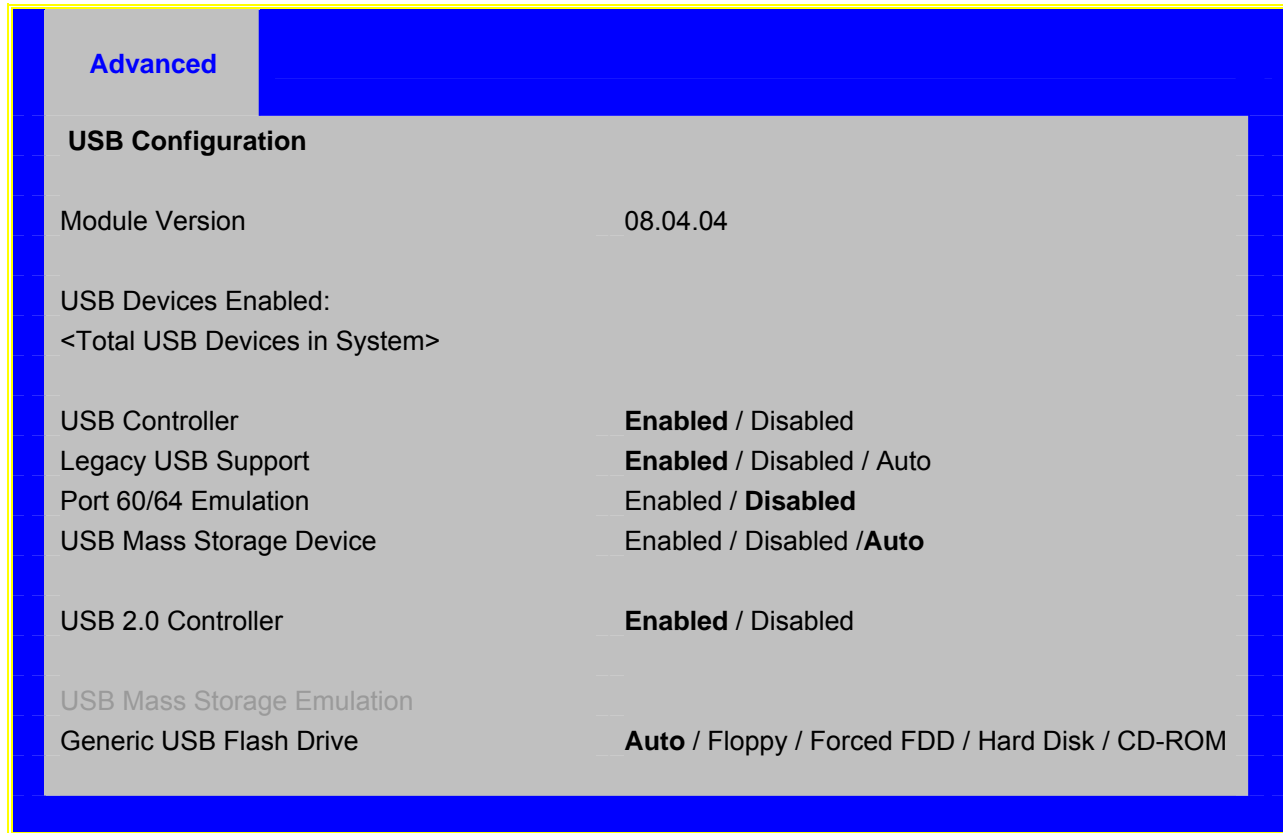 Advanced
USB Configuration
Module Version 08.04.04
USB Devices Enabled:
<Total USB Devices in System>
USB Controller Enabled / Disabled
Legacy USB Support Enabled / Disabled / Auto
Port 60/64 Emulation Enabled / Disabled
USB Mass Storage Device Enabled / Disabled /Auto
USB 2.0 Controller Enabled / Disabled
USB Mass Storage Emulation
Generic USB Flash Drive Auto / Floppy / Forced FDD / Hard Disk / CD-ROM